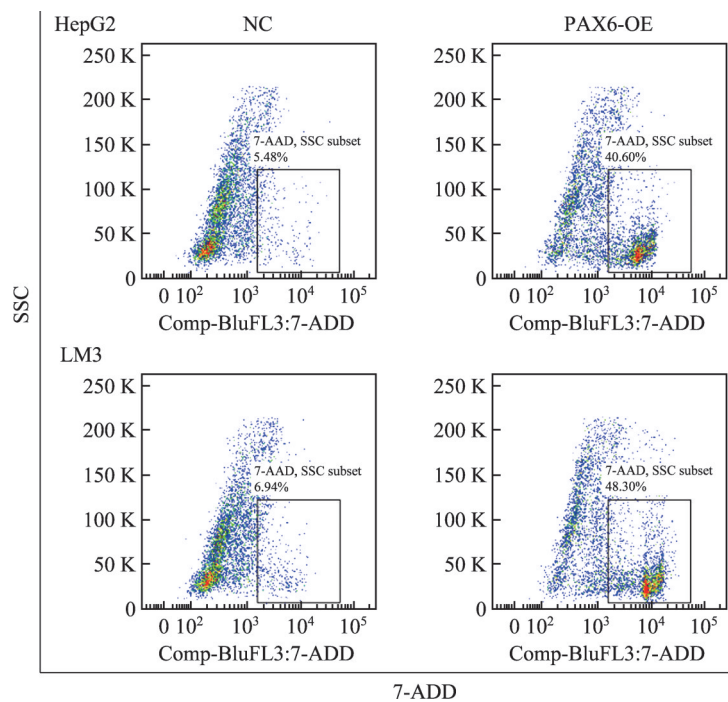 HepG2 NC PAX6-OE
250 K 250 K
200 K 200 K
150 K 150 K
7-AAD, SSC subset 7-AAD, SSC subset
5.48% 40.60%
100 K 100 K
50 K 50 K
0 0
0 10² 10³ 10⁴ 10⁵ 0 10² 10³ 10⁴ 10⁵
Comp-BluFL3:7-ADD Comp-BluFL3:7-ADD
SSC
LM3
250 K 250 K
200 K 200 K
150 K 150 K
7-AAD, SSC subset 7-AAD, SSC subset
6.94% 48.30%
100 K 100 K
50 K 50 K
0 0
0 10² 10³ 10⁴ 10⁵ 0 10² 10³ 10⁴ 10⁵
Comp-BluFL3:7-ADD Comp-BluFL3:7-ADD
7-ADD